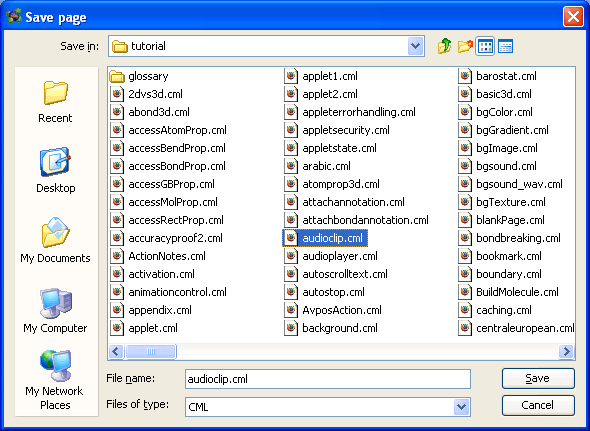 Save page
Save in: tutorial
Recent
Desktop
My Documents
My Computer
My Network
Places
glossary
2dvs3d.cml
abond3d.cml
accessAtomProp.cml
accessBendProp.cml
accessBondProp.cml
accessGBProp.cml
accessMolProp.cml
accessRectProp.cml
accuracyproof2.cml
ActionNotes.cml
activation.cml
animationcontrol.cml
appendix.cml
applet.cml
applet1.cml
applet2.cml
appleterrorhandling.cml
appletsecurity.cml
appletstate.cml
arabic.cml
atomprop3d.cml
attachannotation.cml
attachbondannotation.cml
audioclip.cml
audioplayer.cml
autoscrolltext.cml
autostop.cml
AvposAction.cml
background.cml
barostat.cml
basic3d.cml
bgColor.cml
bgGradient.cml
bgImage.cml
bgsound.cml
bgsound_wav.cml
bgTexture.cml
blankPage.cml
bondbreaking.cml
bookmark.cml
boundary.cml
BuildMolecule.cml
caching.cml
centraleuropean.cml
File name: audioclip.cml
Save
Files of type: CML
Cancel